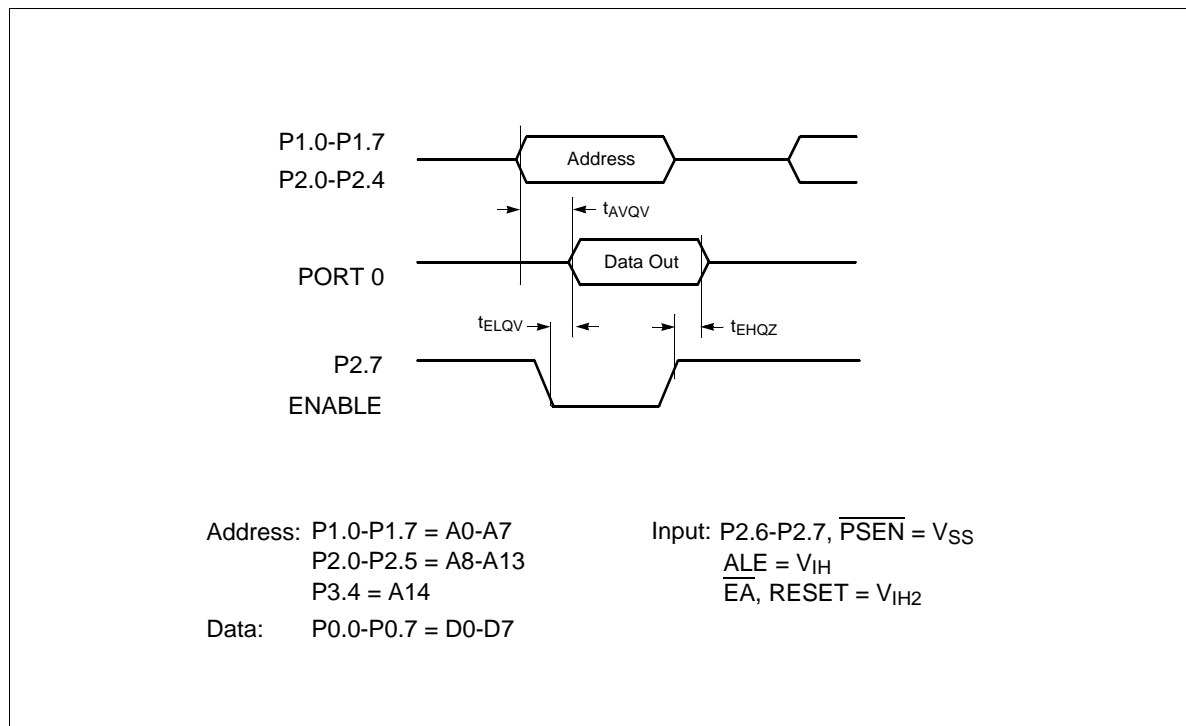 P1.0-P1.7
P2.0-P2.4
Address
tAVQV
PORT 0
Data Out
tELQV
tEHQZ
P2.7
ENABLE
Address: P1.0-P1.7 = A0-A7
P2.0-P2.5 = A8-A13
P3.4 = A14
Data: P0.0-P0.7 = D0-D7
Input: P2.6-P2.7, P̅S̅E̅N̅ = VSS
ALE = VIH
E̅A̅, RESET = VIH2